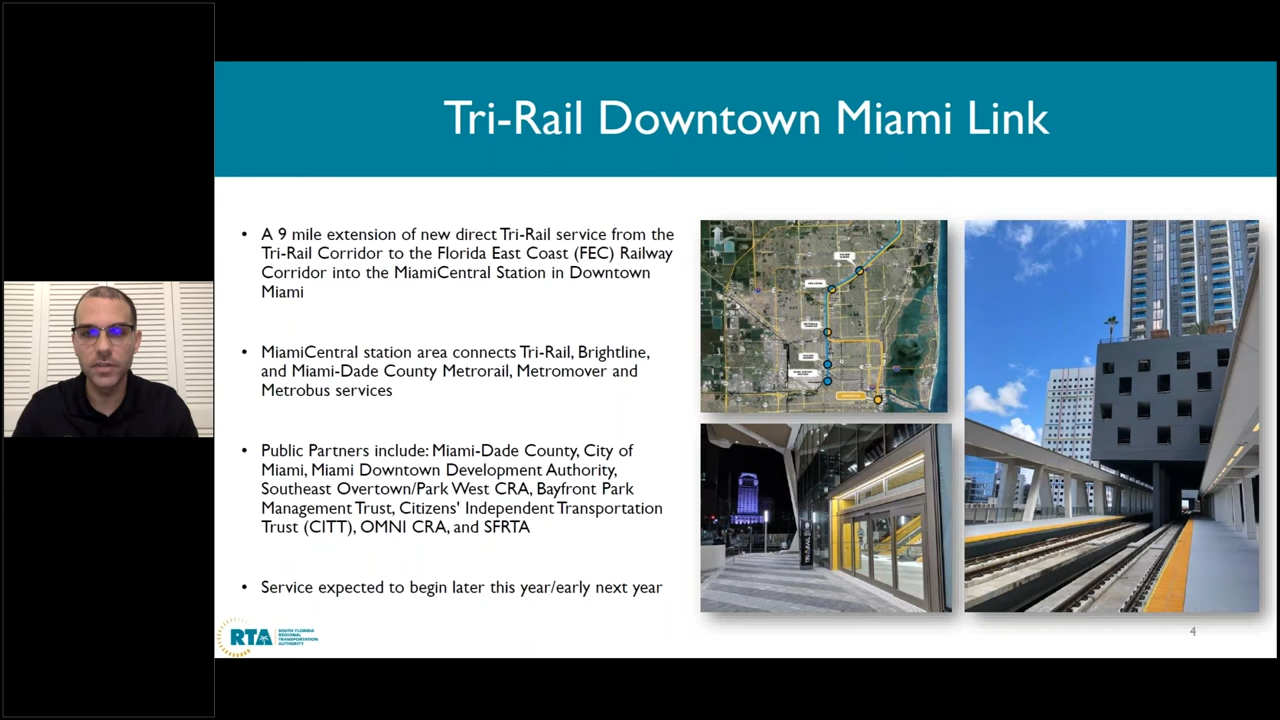 Tri-Rail Downtown Miami Link
• A 9 mile extension of new direct Tri-Rail service from the
Tri-Rail Corridor to the Florida East Coast (FEC) Railway
Corridor into the MiamiCentral Station in Downtown
Miami
• MiamiCentral station area connects Tri-Rail, Brightline,
and Miami-Dade County Metrorail, Metromover and
Metrobus services
• Public Partners include: Miami-Dade County, City of
Miami, Miami Downtown Development Authority,
Southeast Overtown/Park West CRA, Bayfront Park
Management Trust, Citizens' Independent Transportation
Trust (CITT), OMNI CRA, and SFRTA
• Service expected to begin later this year/early next year
TRI-RAIL
RTA
SOUTH FLORIDA
REGIONAL
TRANSPORTATION
AUTHORITY
4